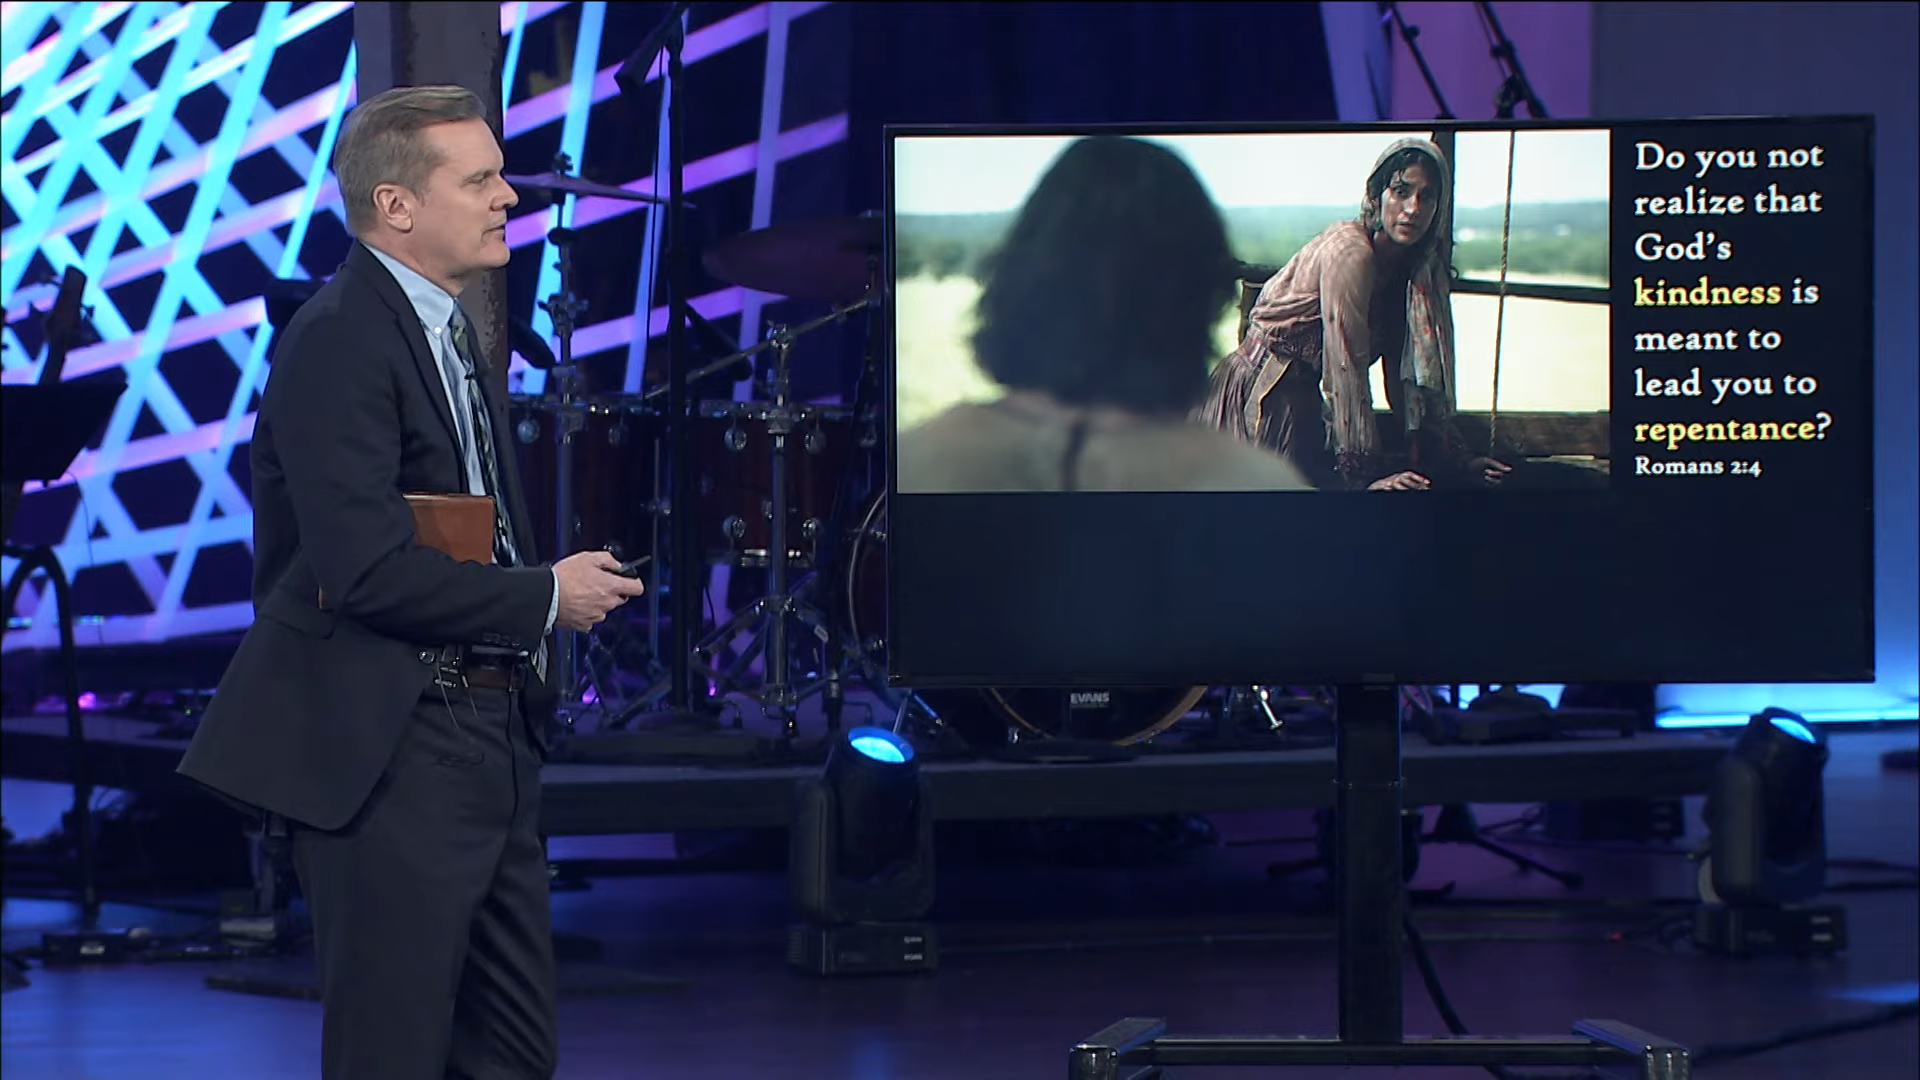 Do you not
realize that
God's
kindness is
meant to
lead you to
repentance?
Romans 2:4
EVANS